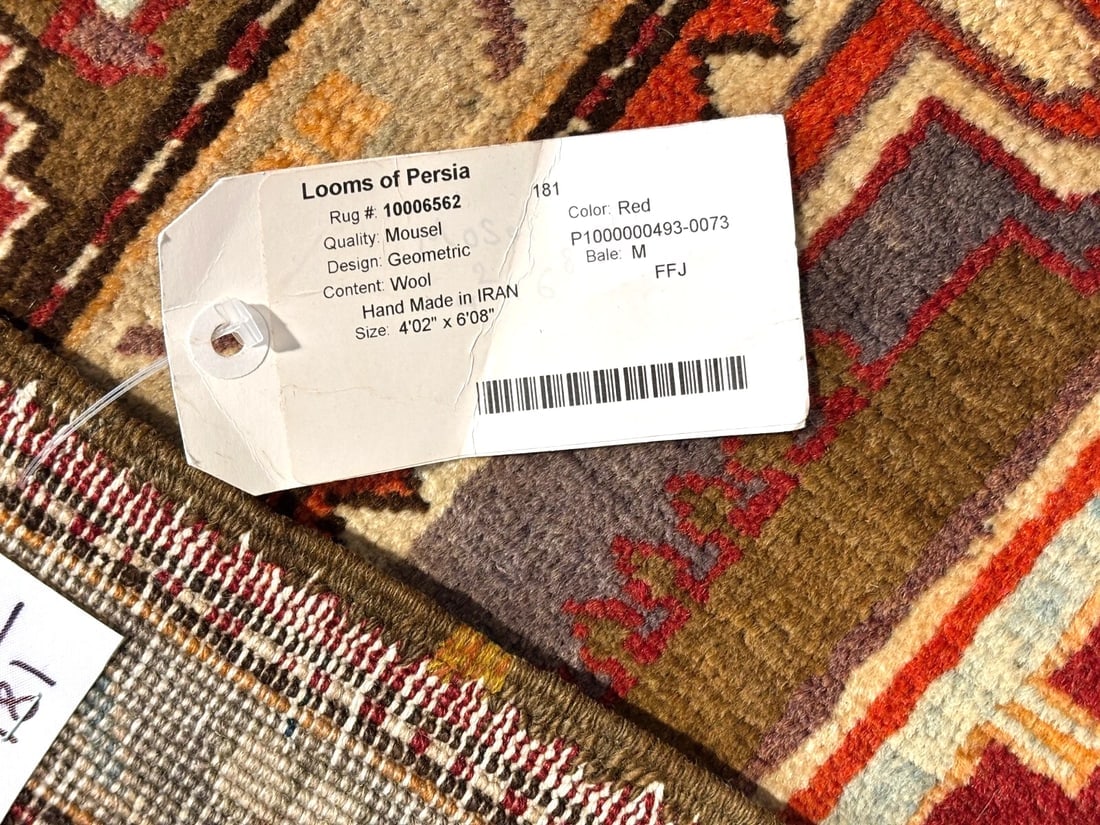 Looms of Persia
181
Rug #: 10006562
Color: Red
Quality: Mousel
P1000000493-0073
Design: Geometric
Bale: M
Content: Wool
FFJ
Hand Made in IRAN
Size: 4'02" x 6'08"